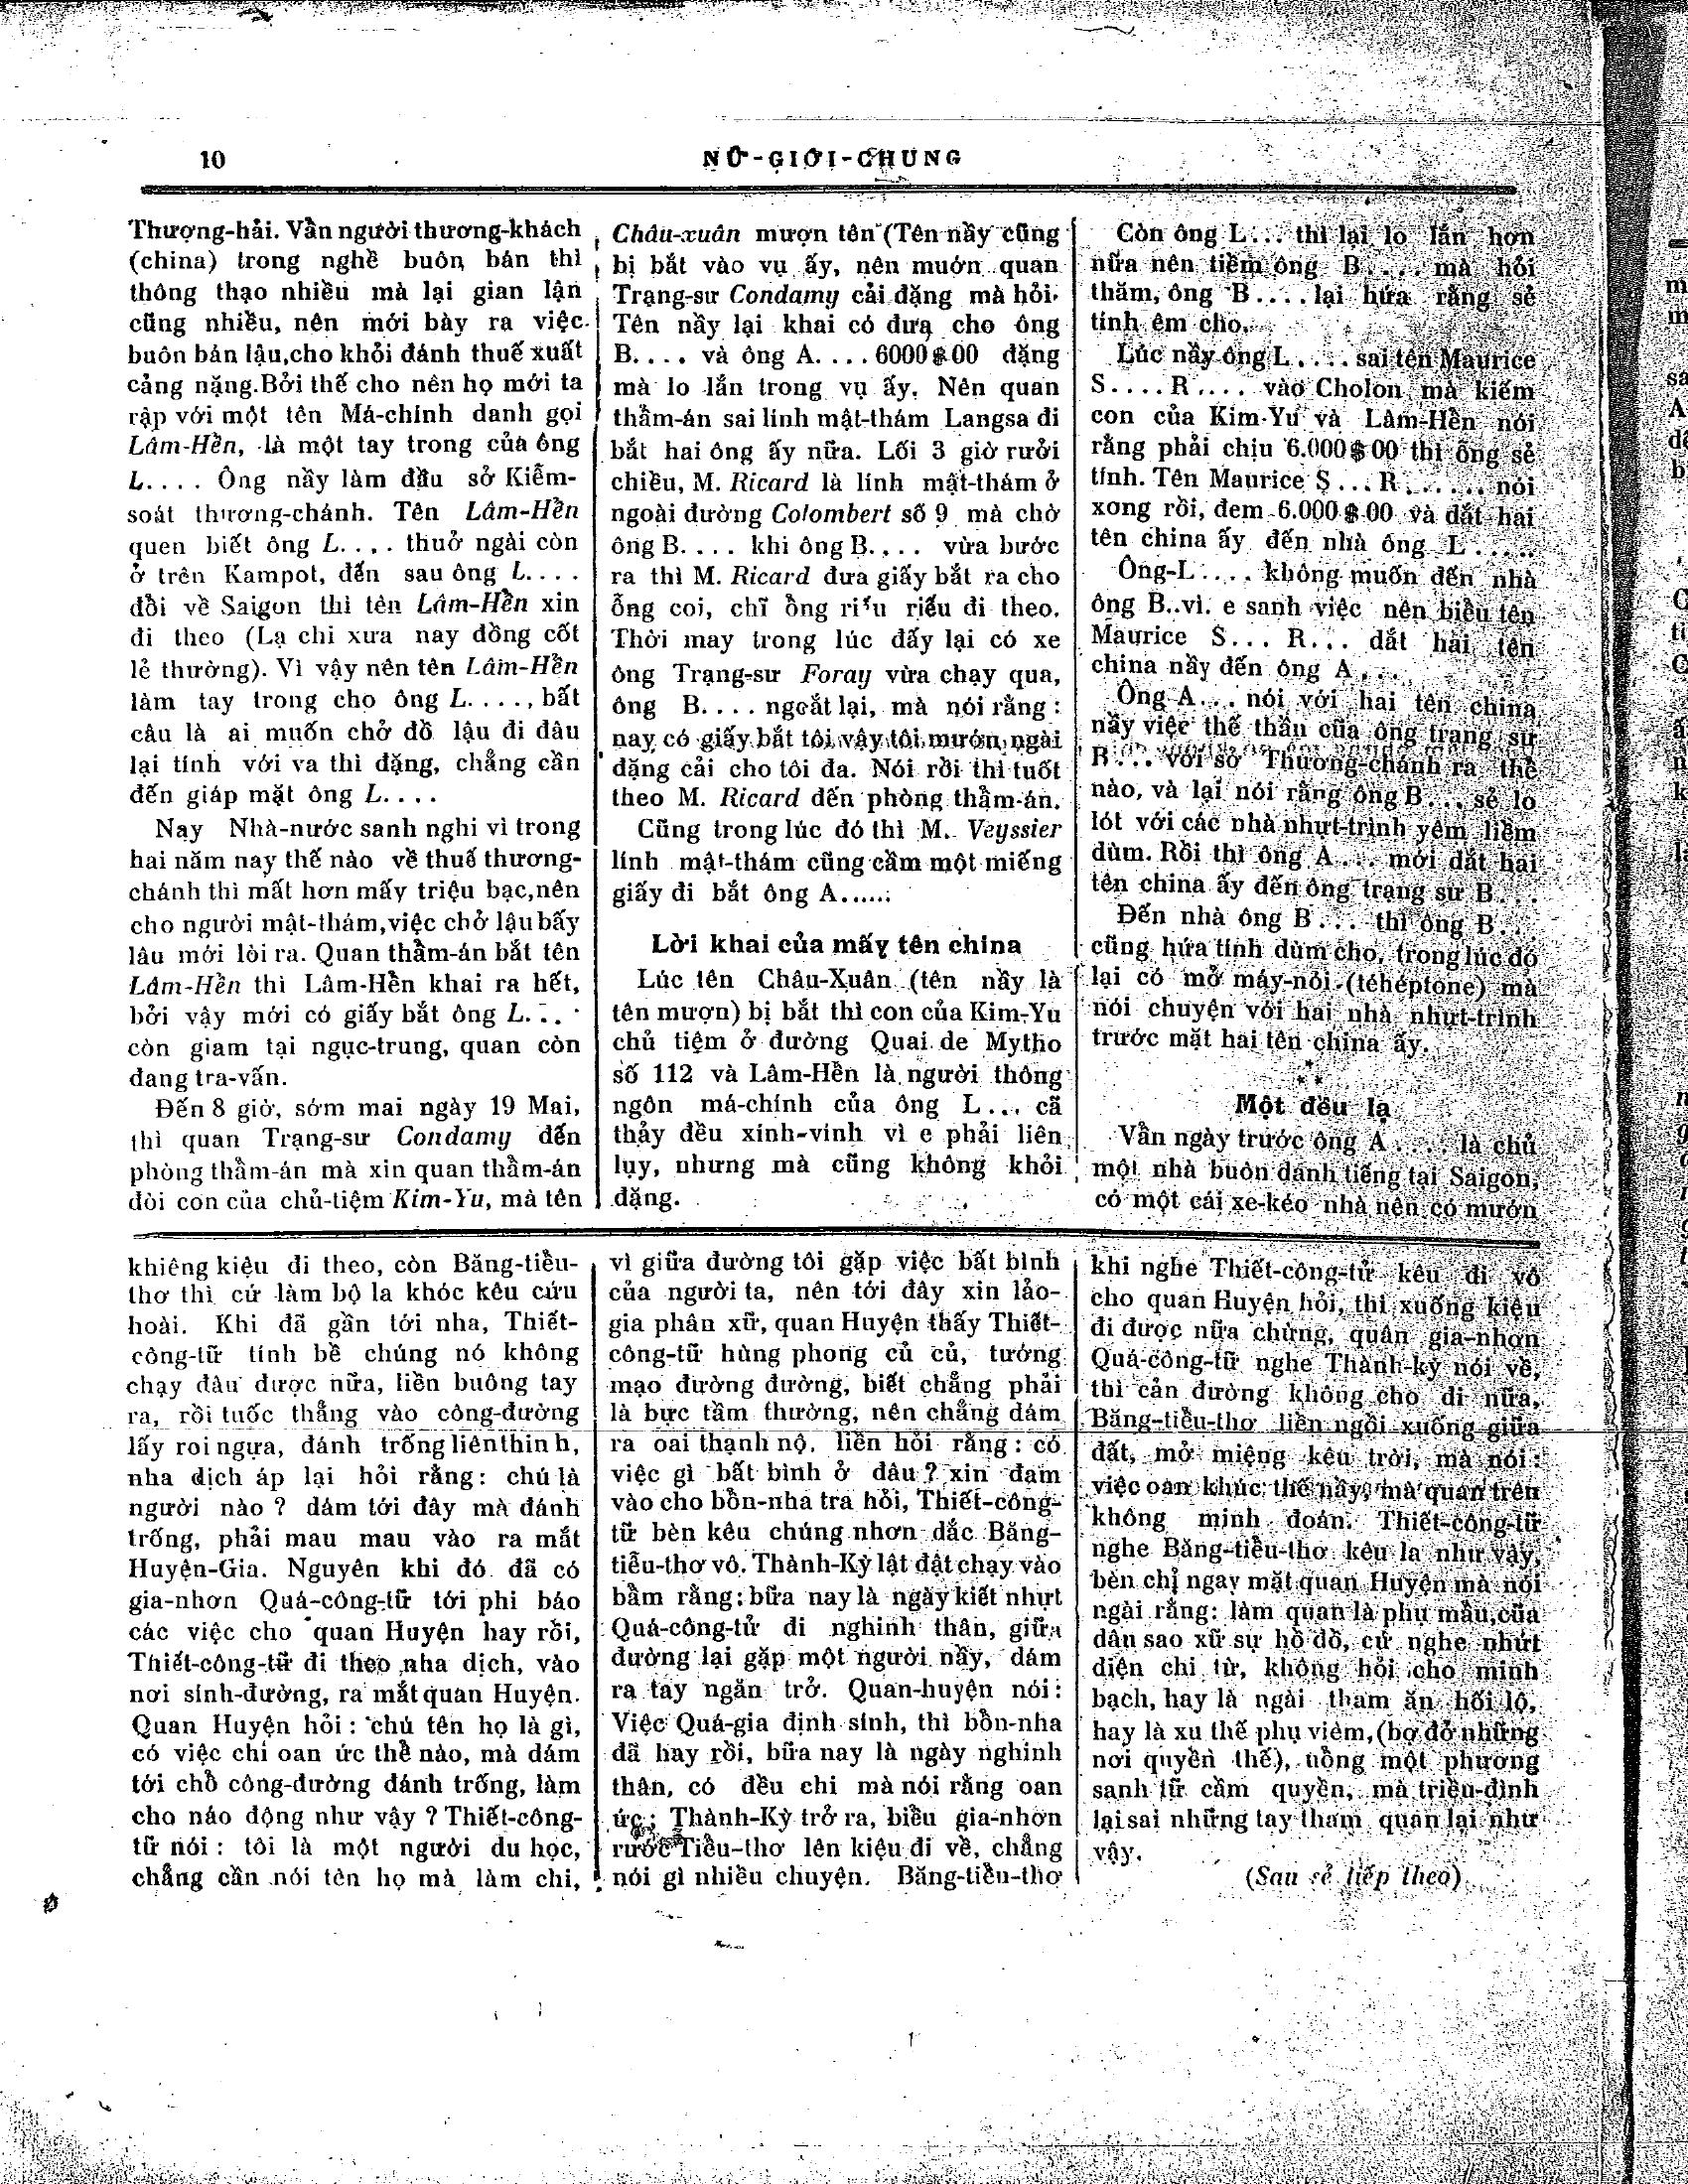 10
NỮ-GIỚI-CHUNG
Thượng-hải. Vẫn người thương-khách
(china) trong nghề buôn bán thì
thông thạo nhiều mà lại gian lận
cũng nhiều, nên mới bày ra việc
buôn bán lậu,cho khỏi đánh thuế xuất
cảng nặng.Bởi thế cho nên họ mới ta
rập với một tên Má-chính danh gọi
Lâm-Hền, là một tay trong của ông
L.... Ông nầy làm đầu sở Kiễm-
soát thương-chánh. Tên Lâm-Hền
quen biết ông L.... thuở ngài còn
ở trên Kampot, đến sau ông L....
đồi về Saigon thì tên Lâm-Hền xin
đi theo (Lạ chi xưa nay đồng cốt
lẻ thường). Vì vậy nên tên Lâm-Hền
làm tay trong cho ông L...., bất
câu là ai muốn chở đồ lậu đi đâu
lại tính với va thì đặng, chẳng cần
đến giáp mặt ông L....
Nay Nhà-nước sanh nghi vì trong
hai năm nay thế nào về thuế thương-
chánh thì mất hơn mấy triệu bạc,nên
cho người mật-thám,việc chở lậu bấy
lâu mới lòi ra. Quan thầm-án bắt tên
Lâm-Hền thì Lâm-Hền khai ra hết,
bởi vậy mới có giấy bắt ông L...
còn giam tại ngục-trung, quan còn
đang tra-vấn.
Đến 8 giờ, sớm mai ngày 19 Mai,
thì quan Trạng-sư Condamy đến
phòng thầm-án mà xin quan thầm-án
đòi con của chủ-tiệm Kim-Yu, mà tên
Châu-xuân mượn tên (Tên nầy cũng
bị bắt vào vụ ấy, nên muớn quan
Trạng-sư Condamy cải đặng mà hỏi.
Tên nầy lại khai có đưa cho ông
B.... và ông A.... 6000$00 đặng
mà lo lắn trong vụ ấy. Nên quan
thầm-án sai lính mật-thám Langsa đi
bắt hai ông ấy nữa. Lối 3 giờ rưởi
chiều, M. Ricard là lính mật-thám ở
ngoài đường Colombert số 9 mà chờ
ông B.... khi ông B.... vừa bước
ra thì M. Ricard đưa giấy bắt ra cho
ổng coi, chĩ ồng riếu riếu đi theo.
Thời may trong lúc đấy lại có xe
ông Trạng-sư Foray vừa chạy qua,
ông B.... ngoắt lại, mà nói rằng :
nay có giấy bắt tôi vậy tôi mướn ngài
đặng cải cho tôi đa. Nói rồi thì tuốt
theo M. Ricard đến phòng thầm-án.
Cũng trong lúc đó thì M. Veyssier
lính mật-thám cũng cầm một miếng
giấy đi bắt ông A.....
Lời khai của mấy tên china
Lúc tên Châu-Xuân (tên nầy là
tên mượn) bị bắt thì con của Kim-Yu
chủ tiệm ở đường Quai de Mytho
số 112 và Lâm-Hền là người thông
ngôn má-chính của ông L... cã
thảy đều xính-vính vì e phải liên
lụy, nhưng mà cũng không khỏi
đặng.
Còn ông L... thì lại lo lắn hơn
nữa nên tiềm ông B.... mà hỏi
thăm, ông B.... lại hứa rằng sẻ
tính êm cho.
Lúc nầy ông L..... sai tên Maurice
S.... R.... vào Cholon mà kiếm
con của Kim-Yu và Lâm-Hền nói
rằng phải chịu 6.000$00 thì ông sẻ
tính. Tên Maurice S... R...... nói
xong rồi, đem 6.000$00 và dắt hai
tên china ấy đến nhà ông L.....
Ông-L.... không muốn đến nhà
ông B..vì e sanh việc nên biều tên
Maurice S... R... dắt hai tên
china nầy đến ông A...
Ông A... nói với hai tên china
nầy việc thế thần cũa ông trạng sư
B... với sở Thương-chánh ra thế
nào, và lại nói rằng ông B... sẻ lo
lót với các nhà nhựt-trình yêm liềm
dùm. Rồi thì ông A... mới dắt hai
tên china ấy đến ông trạng sư B...
Đến nhà ông B... thì ông B...
cũng hứa tính dùm cho, trong lúc đó
lại có mở máy-nói (téhéptone) mà
nói chuyện với hai nhà nhựt-trình
trước mặt hai tên china ấy.
* * *
Một đều lạ
Vẫn ngày trước ông A.... là chủ
một nhà buôn danh tiếng tại Saigon,
có một cái xe-kéo nhà nên có mướn
khiêng kiệu đi theo, còn Băng-tiều-
thơ thì cứ làm bộ la khóc kêu cứu
hoài. Khi đã gần tới nha, Thiết-
công-tữ tính bề chúng nó không
chạy đâu được nữa, liền buông tay
ra, rồi tuốc thẳng vào công-đường
lấy roi ngựa, đánh trống liên thinh,
nha dịch áp lại hỏi rằng: chú là
người nào ? dám tới đây mà đánh
trống, phải mau mau vào ra mắt
Huyện-Gia. Nguyên khi đó đã có
gia-nhơn Quá-công-tữ tới phi báo
các việc cho quan Huyện hay rồi,
Thiết-công-tữ đi theo nha dịch, vào
nơi sính-đường, ra mắt quan Huyện.
Quan Huyện hỏi : chú tên họ là gì,
có việc chi oan ức thề nào, mà dám
tới chồ công-đường đánh trống, làm
cho náo động như vậy ? Thiết-công-
tữ nói : tôi là một người du học,
chẳng cần nói tên họ mà làm chi,
vì giữa đường tôi gặp việc bất bình
của người ta, nên tới đây xin lảo-
gia phân xữ, quan Huyện thấy Thiết-
công-tữ hùng phong củ củ, tướng
mạo đường đường, biết chẳng phải
là bực tầm thường, nên chẳng dám
ra oai thạnh nộ, liền hỏi rằng : có
việc gì bất bình ở đâu ? xin đam
vào cho bồn-nha tra hỏi, Thiết-công-
tữ bèn kêu chúng nhơn dắc Băng-
tiễu-thơ vô. Thành-Kỳ lật đật chạy vào
bầm rằng: bữa nay là ngày kiết nhựt
Quá-công-tử đi nghinh thân, giữa
đường lại gặp một người nầy, dám
ra tay ngăn trở. Quan-huyện nói :
Việc Quá-gia định sính, thì bồn-nha
đã hay rồi, bữa nay là ngày nghinh
thân, có đều chi mà nói rằng oan
ức; Thành-Kỳ trở ra, biều gia-nhơn
rước Tiều-thơ lên kiệu đi về, chẳng
nói gì nhiều chuyện. Băng-tiều-thơ
khi nghe Thiết-công-tử kêu đi vô
cho quan Huyện hỏi, thì xuống kiệu
đi được nữa chừng, quân gia-nhơn
Quá-công-tữ nghe Thành-kỳ nói về,
thì cản đường không cho đi nữa,
Băng-tiều-thơ liền ngồi xuống giữa
đất, mở miệng kêu trời, mà nói :
việc oan khúc thế nầy, mà quan trên
không minh đoán. Thiết-công-tữ
nghe Băng-tiều-thơ kêu la như vậy,
bèn chỉ ngay mặt quan Huyện mà nói
ngài rằng: làm quan là phụ mầu,của
dân sao xữ sự hồ đồ, cứ nghe nhứt
diện chi từ, không hỏi cho minh
bạch, hay là ngài tham ăn hối lộ,
hay là xu thế phụ vièm,(bợ đở những
nơi quyền thế), uồng một phương
sanh tữ cầm quyền, mà triều-đình
lại sai những tay tham quan lại như
vậy.
(Sau sẻ tiếp theo)